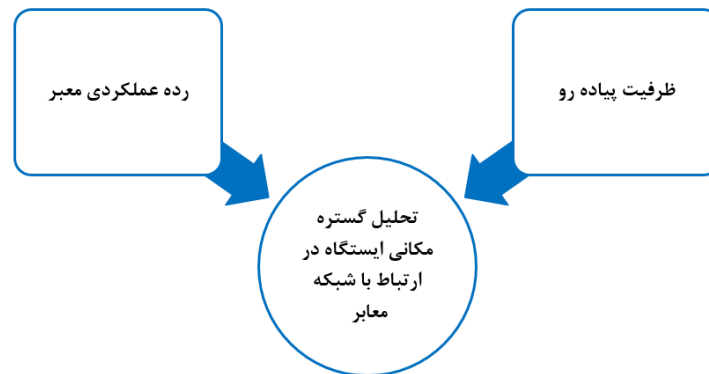 ظرفیت پیاده رو
رده عملکردی معبر
تحلیل گستره
مکانی ایستگاه در
ارتباط با شبکه
معابر